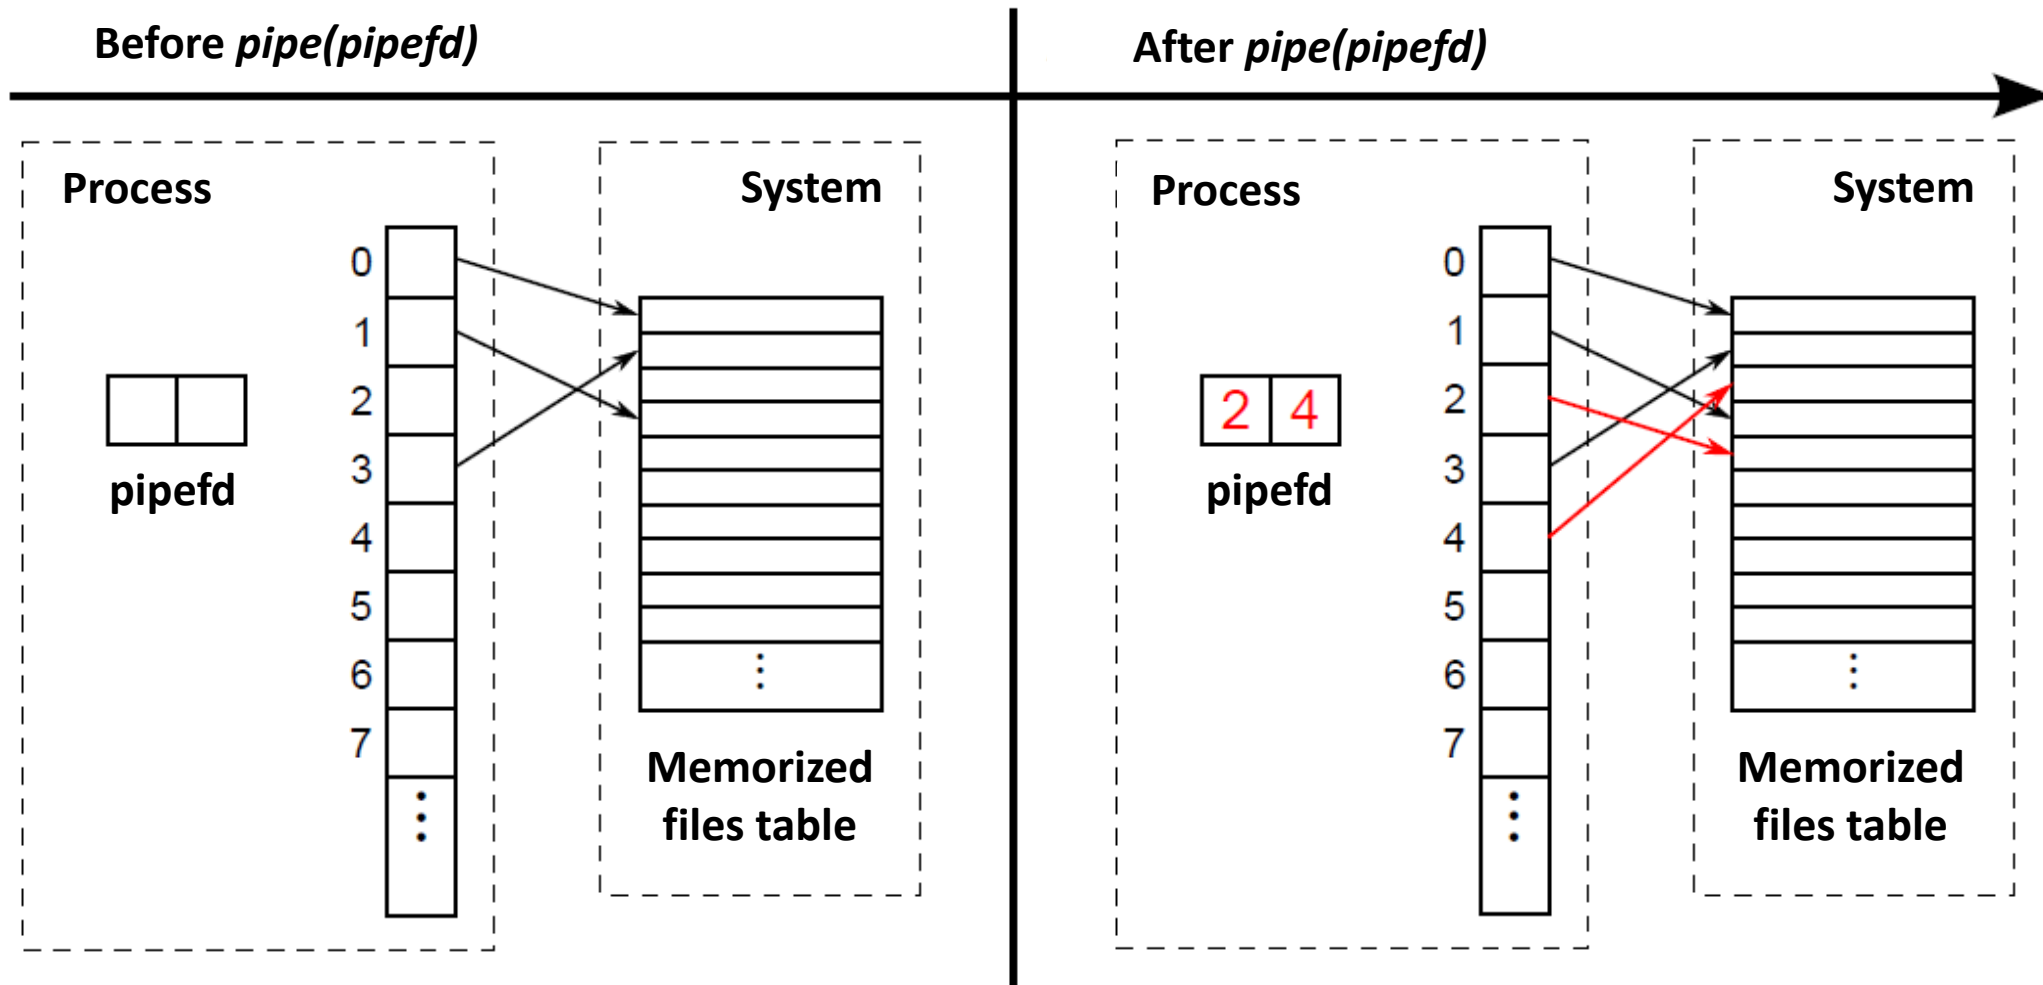 Before pipe(pipefd)
After pipe(pipefd)
Process
System
0
1
2
3
4
5
6
7
⋮
pipefd
⋮
Memorized
files table
Process
System
0
1
2
3
4
5
6
7
⋮
2 4
pipefd
⋮
Memorized
files table